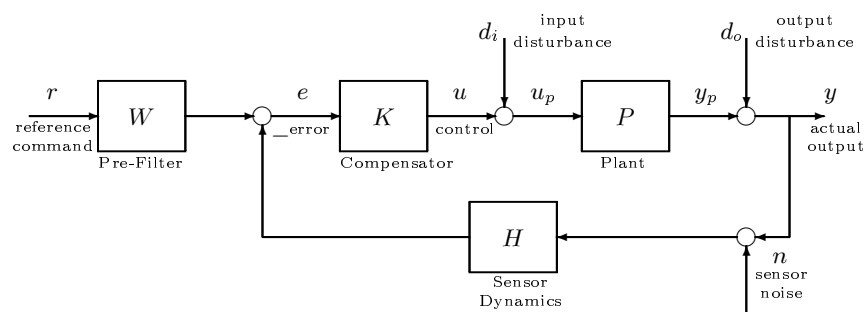 input
disturbance
output
disturbance
d_i
d_o
r
W
e
K
u
u_p
P
y_p
y
reference
command
_error
control
actual
output
Pre-Filter
Compensator
Plant
H
n
sensor
noise
Sensor
Dynamics